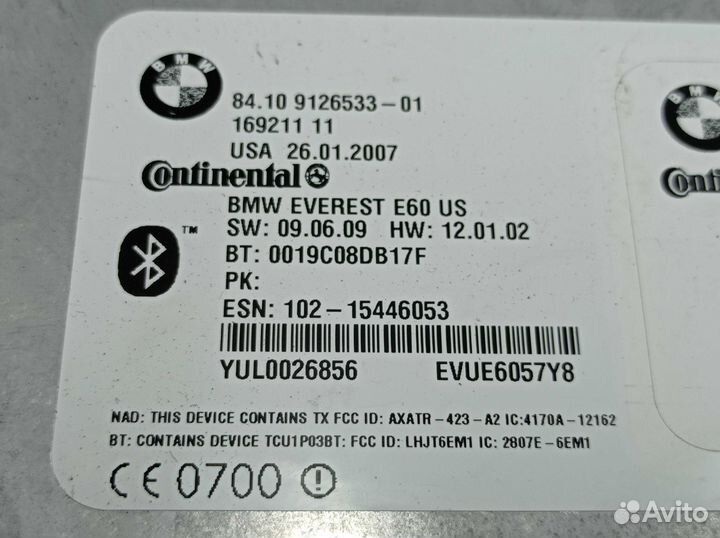 BMW
84.10 9126533-01
169211 11
USA 26.01.2007
Continental
BMW EVEREST E60 US
SW: 09.06.09 HW: 12.01.02
TM
BT: 0019C08DB17F
PK:
ESN: 102-15446053
YUL0026856 EVUE6057Y8
NAD: THIS DEVICE CONTAINS TX FCC ID: AXATR-423-A2 IC:4170A-12162
BT: CONTAINS DEVICE TCU1P03BT: FCC ID: LHJT6EM1 IC: 2807E-6EM1
CE 0700
BM
Conti
Avito